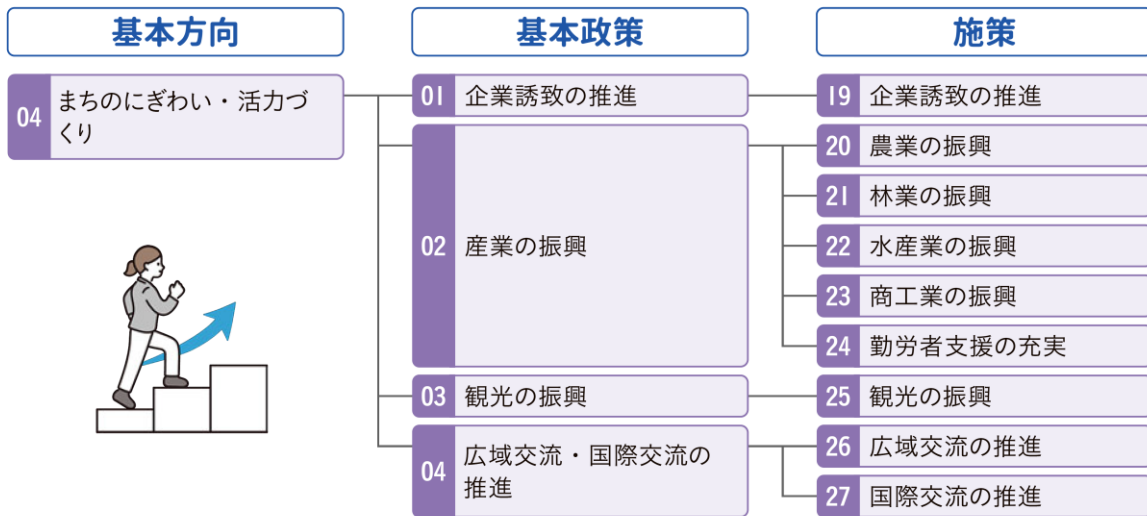 基本方向
基本政策
施策
04 まちのにぎわい・活力づ
くり
01 企業誘致の推進
19 企業誘致の推進
02 産業の振興
20 農業の振興
21 林業の振興
22 水産業の振興
23 商工業の振興
24 勤労者支援の充実
03 観光の振興
25 観光の振興
04 広域交流・国際交流の
推進
26 広域交流の推進
27 国際交流の推進